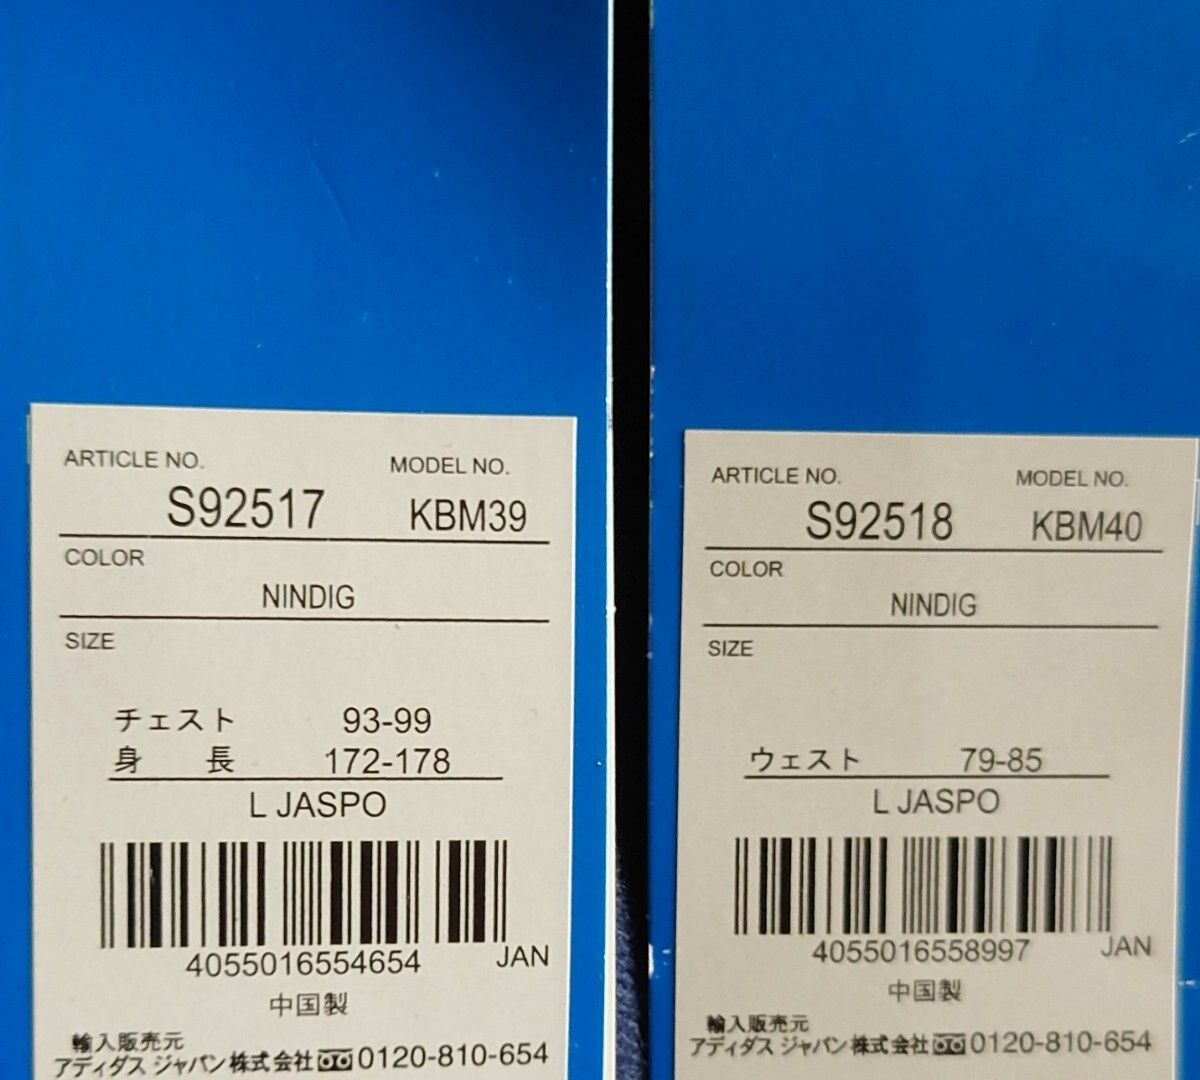 ARTICLE NO. MODEL NO.
S92517 KBM39
COLOR
NINDIG
SIZE
チェスト 93-99
身 長 172-178
L JASPO
4055016554654 JAN
中国製
輸入販売元
アディダス ジャパン株式会社 0120-810-654
ARTICLE NO. MODEL NO.
S92518 KBM40
COLOR
NINDIG
SIZE
ウェスト 79-85
L JASPO
4055016558997 JAN
中国製
輸入販売元
アディダス ジャパン株式会社 0120-810-654